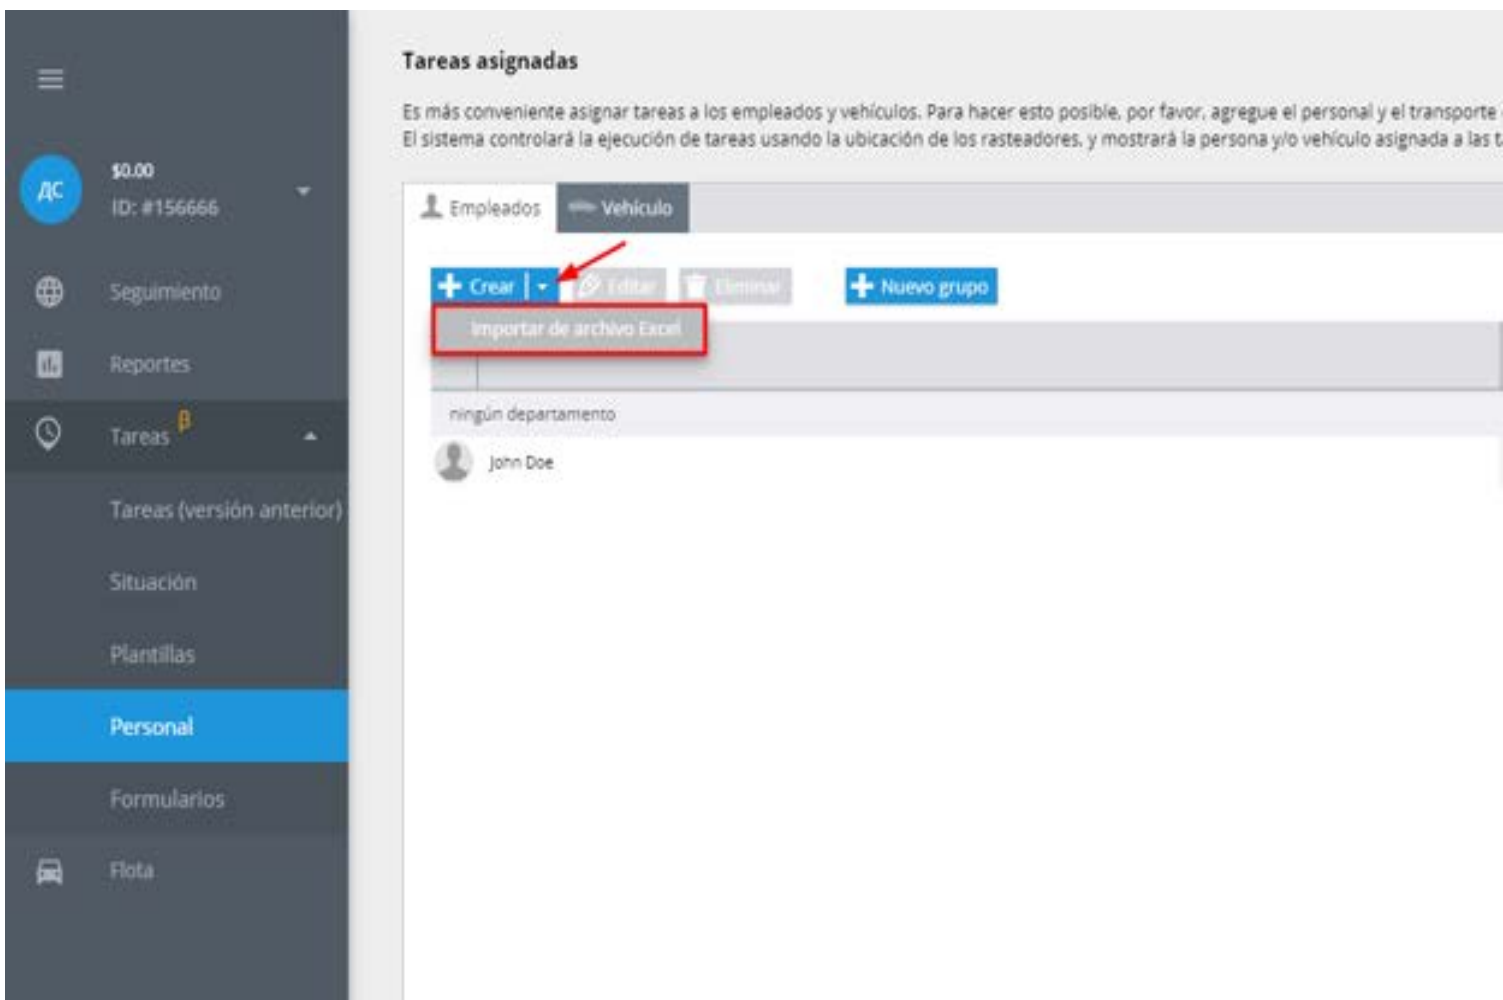 Tareas asignadas
Es más conveniente asignar tareas a los empleados y vehículos. Para hacer esto posible, por favor, agregue el personal y el transporte
El sistema controlará la ejecución de tareas usando la ubicación de los rasteadores, y mostrará la persona y/o vehículo asignada a las t
ДС
$0.00
ID: #156666
Empleados
Vehículo
Crear
Editar
Eliminar
Nuevo grupo
Importar de archivo Excel
ningún departamento
John Doe
Seguimiento
Reportes
Tareas β
Tareas (versión anterior)
Situación
Plantillas
Personal
Formularios
Flota